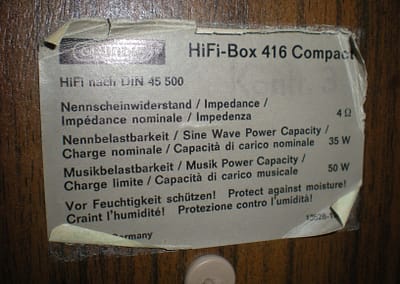 HiFi-Box 416 Compact
HiFi nach DIN 45 500
Nennscheinwiderstand / Impedance /
Impédance nominale / Impedenza 4 Ω
Nennbelastbarkeit / Sine Wave Power Capacity /
Charge nominale / Capacità di carico nominale 35 W
Musikbelastbarkeit / Musik Power Capacity /
Charge limite / Capacità di carico musicale 50 W
Vor Feuchtigkeit schützen! Protect against moisture!
Craint l'humidité! Protezione contro l'umidità!
Germany